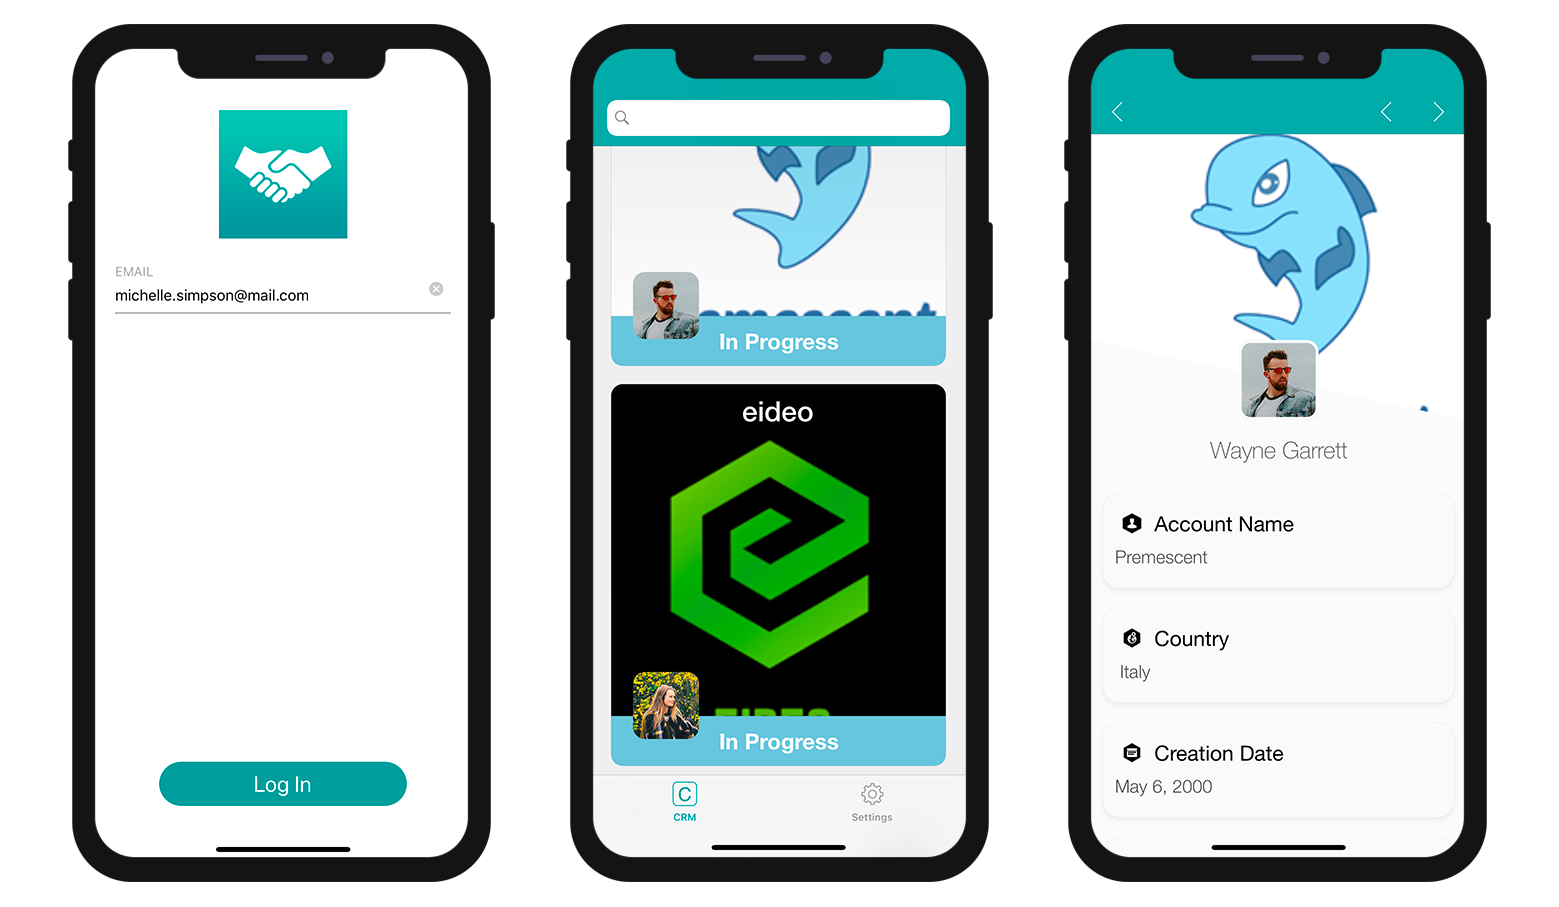 EMAIL
michelle.simpson@mail.com
Log In
In Progress
eideo
In Progress
C
CRM
Settings
Wayne Garrett
Account Name
Premescent
Country
Italy
Creation Date
May 6, 2000